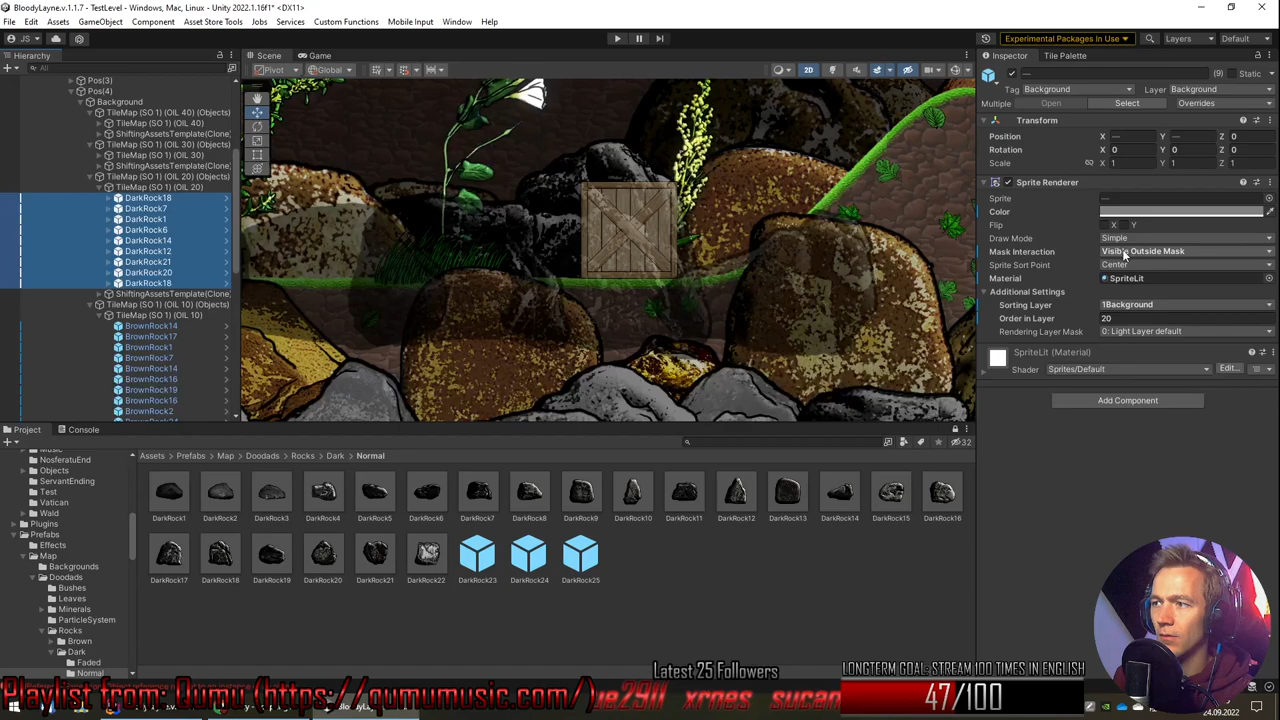 BloodyLayne.v.1.1.7 - TestLevel - Windows, Mac, Linux - Unity 2022.1.16f1* <DX11>
File Edit Assets GameObject Component Asset Store Tools Jobs Services Custom Functions Mobile Input Window Help
JS Experimental Packages In Use Layers Default
Hierarchy Scene Game Inspector Tile Palette
All Pivot Global 2D
(9) Static
Tag Background Layer Background
Multiple Open Select Overrides
Transform
Position X — Y — Z 0
Rotation X 0 Y 0 Z 0
Scale X 1 Y 1 Z 1
Sprite Renderer
Sprite —
Color
Flip X Y
Draw Mode Simple
Mask Interaction Visible Outside Mask
Sprite Sort Point Center
Material SpriteLit
Additional Settings
Sorting Layer 1Background
Order in Layer 20
Rendering Layer Mask 0: Light Layer default
SpriteLit (Material)
Shader Sprites/Default Edit...
Add Component
Pos(3)
Pos(4)
Background
TileMap (SO 1) (OIL 40) (Objects)
TileMap (SO 1) (OIL 40)
ShiftingAssetsTemplate(Clone)
TileMap (SO 1) (OIL 30) (Objects)
TileMap (SO 1) (OIL 30)
ShiftingAssetsTemplate(Clone)
TileMap (SO 1) (OIL 20) (Objects)
TileMap (SO 1) (OIL 20)
DarkRock18
DarkRock7
DarkRock1
DarkRock6
DarkRock14
DarkRock12
DarkRock21
DarkRock20
DarkRock18
ShiftingAssetsTemplate(Clone)
TileMap (SO 1) (OIL 10) (Objects)
TileMap (SO 1) (OIL 10)
BrownRock14
BrownRock17
BrownRock1
BrownRock7
BrownRock14
BrownRock16
BrownRock19
BrownRock16
BrownRock2
Project Console
32
Assets > Prefabs > Map > Doodads > Rocks > Dark > Normal
NosferatuEnd
Objects
ServantEnding
Test
Vatican
Wald
Plugins
Prefabs
Effects
Map
Backgrounds
Doodads
Bushes
Leaves
Minerals
ParticleSystem
Rocks
Brown
Dark
Faded
Normal
DarkRock1 DarkRock2 DarkRock3 DarkRock4 DarkRock5 DarkRock6 DarkRock7 DarkRock8 DarkRock9 DarkRock10 DarkRock11 DarkRock12 DarkRock13 DarkRock14 DarkRock15 DarkRock16
DarkRock17 DarkRock18 DarkRock19 DarkRock20 DarkRock21 DarkRock22 DarkRock23 DarkRock24 DarkRock25
Latest 25 Followers
LONGTERM GOAL: STREAM 100 TIMES IN ENGLISH
Playlist from: Qumu (https://qumumusic.com/)
xrnes sucan
47/100
24.09.2022